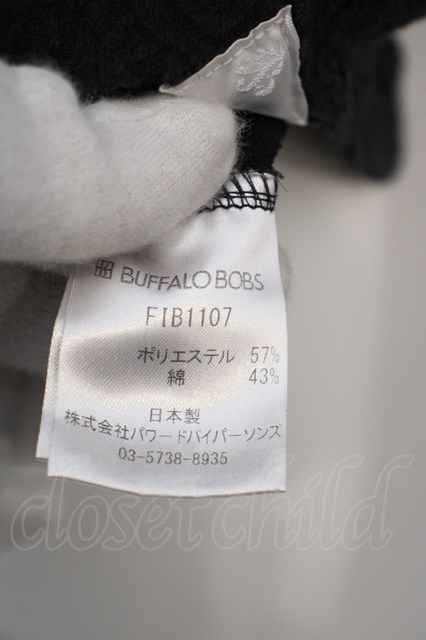 BUFFALO BOBS
FIB1107
ポリエステル 57%
綿 43%
日本製
株式会社パワードバイパーソンズ
03-5738-8935
closetchild